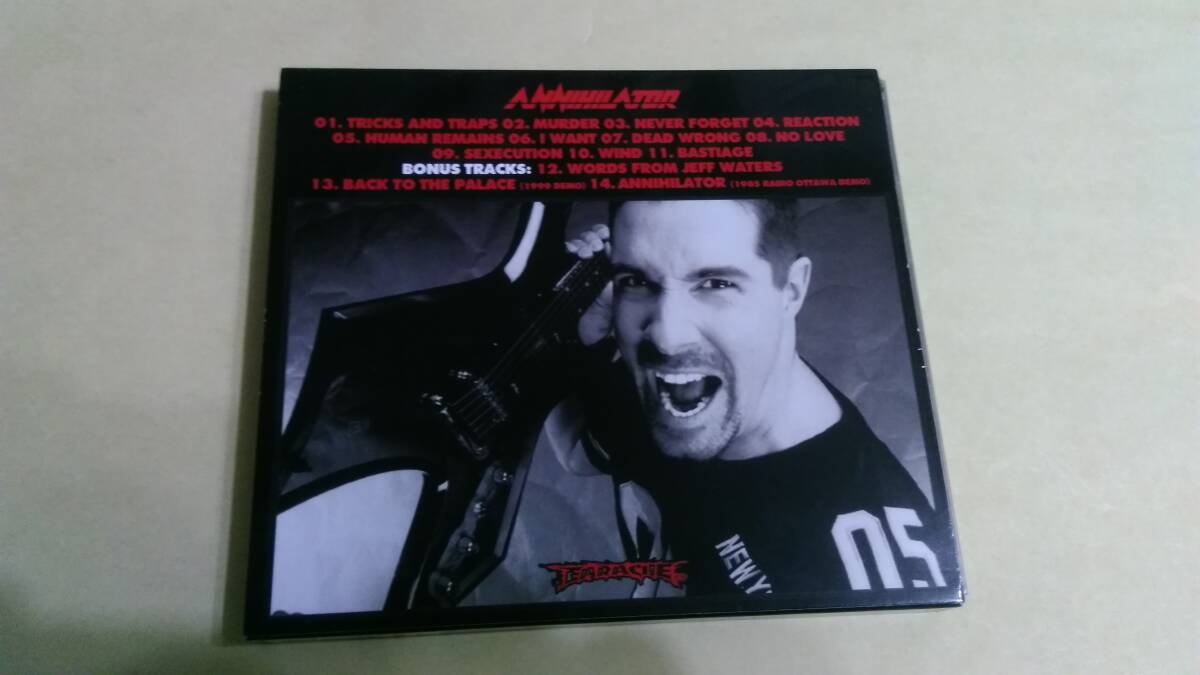 ANNIHILATOR
01. TRICKS AND TRAPS 02. MURDER 03. NEVER FORGET 04. REACTION
05. HUMAN REMAINS 06. I WANT 07. DEAD WRONG 08. NO LOVE
09. SEXECUTION 10. WIND 11. BASTIAGE
BONUS TRACKS: 12. WORDS FROM JEFF WATERS
13. BACK TO THE PALACE (1999 DEMO) 14. ANNIHILATOR (1985 RADIO OTTAWA DEMO)
NEW Y
05
EARACHE